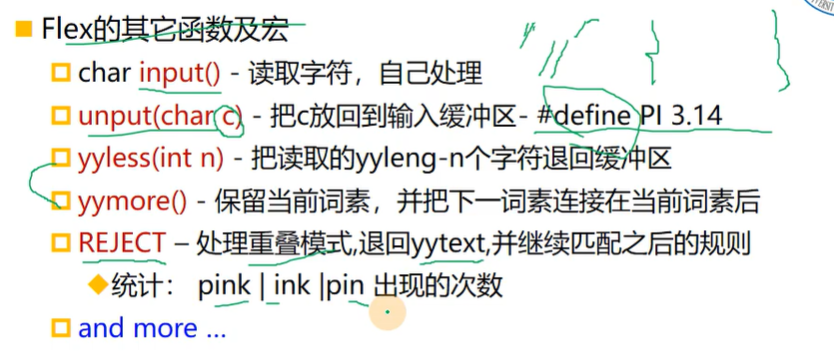 Flex的其它函数及宏
char input() - 读取字符，自己处理
unput(char c) - 把c放回到输入缓冲区- #define PI 3.14
yyless(int n) - 把读取的yyleng-n个字符退回缓冲区
yymore() - 保留当前词素，并把下一词素连接在当前词素后
REJECT – 处理重叠模式,退回yytext,并继续匹配之后的规则
统计： pink | ink |pin 出现的次数
and more ...